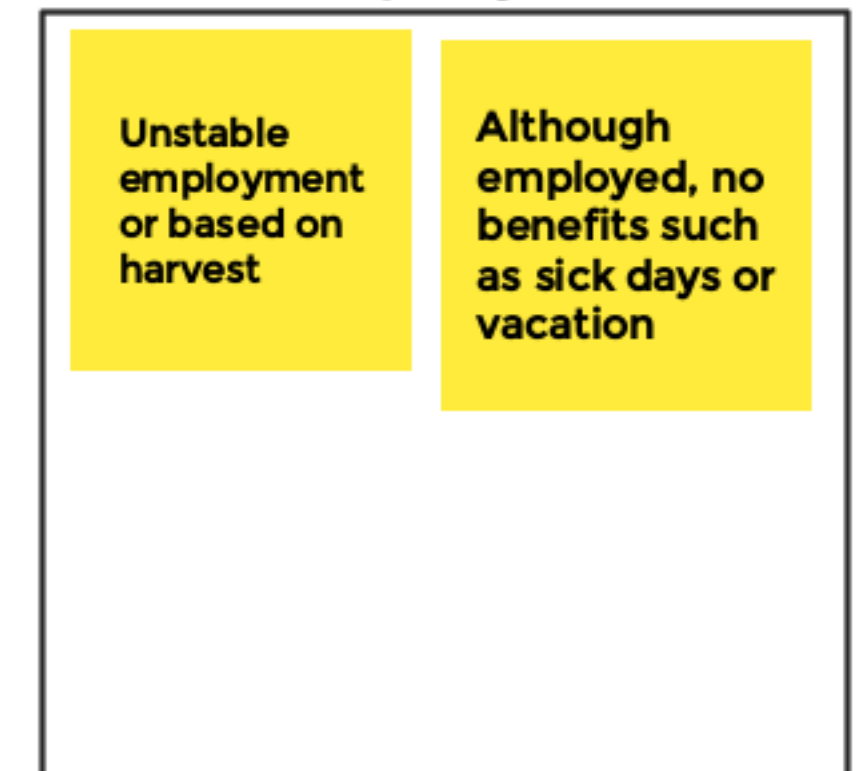 Unstable
employment
or based on
harvest
Although
employed, no
benefits such
as sick days or
vacation